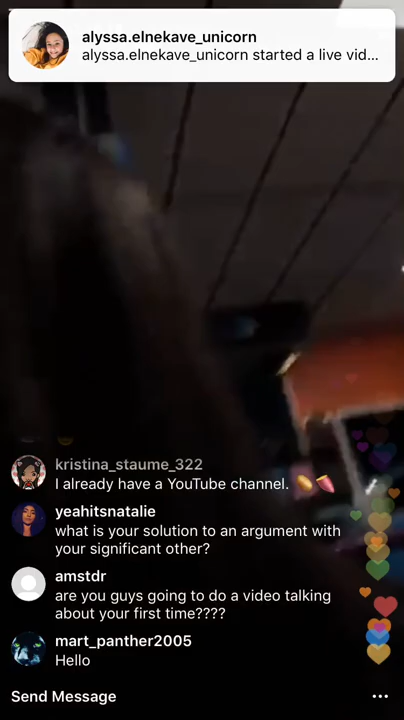 alyssa.elnekave_unicorn
alyssa.elnekave_unicorn started a live vid...
kristina_staume_322
I already have a YouTube channel.
yeahitsnatalie
what is your solution to an argument with
your significant other?
amstdr
are you guys going to do a video talking
about your first time????
mart_panther2005
Hello
Send Message